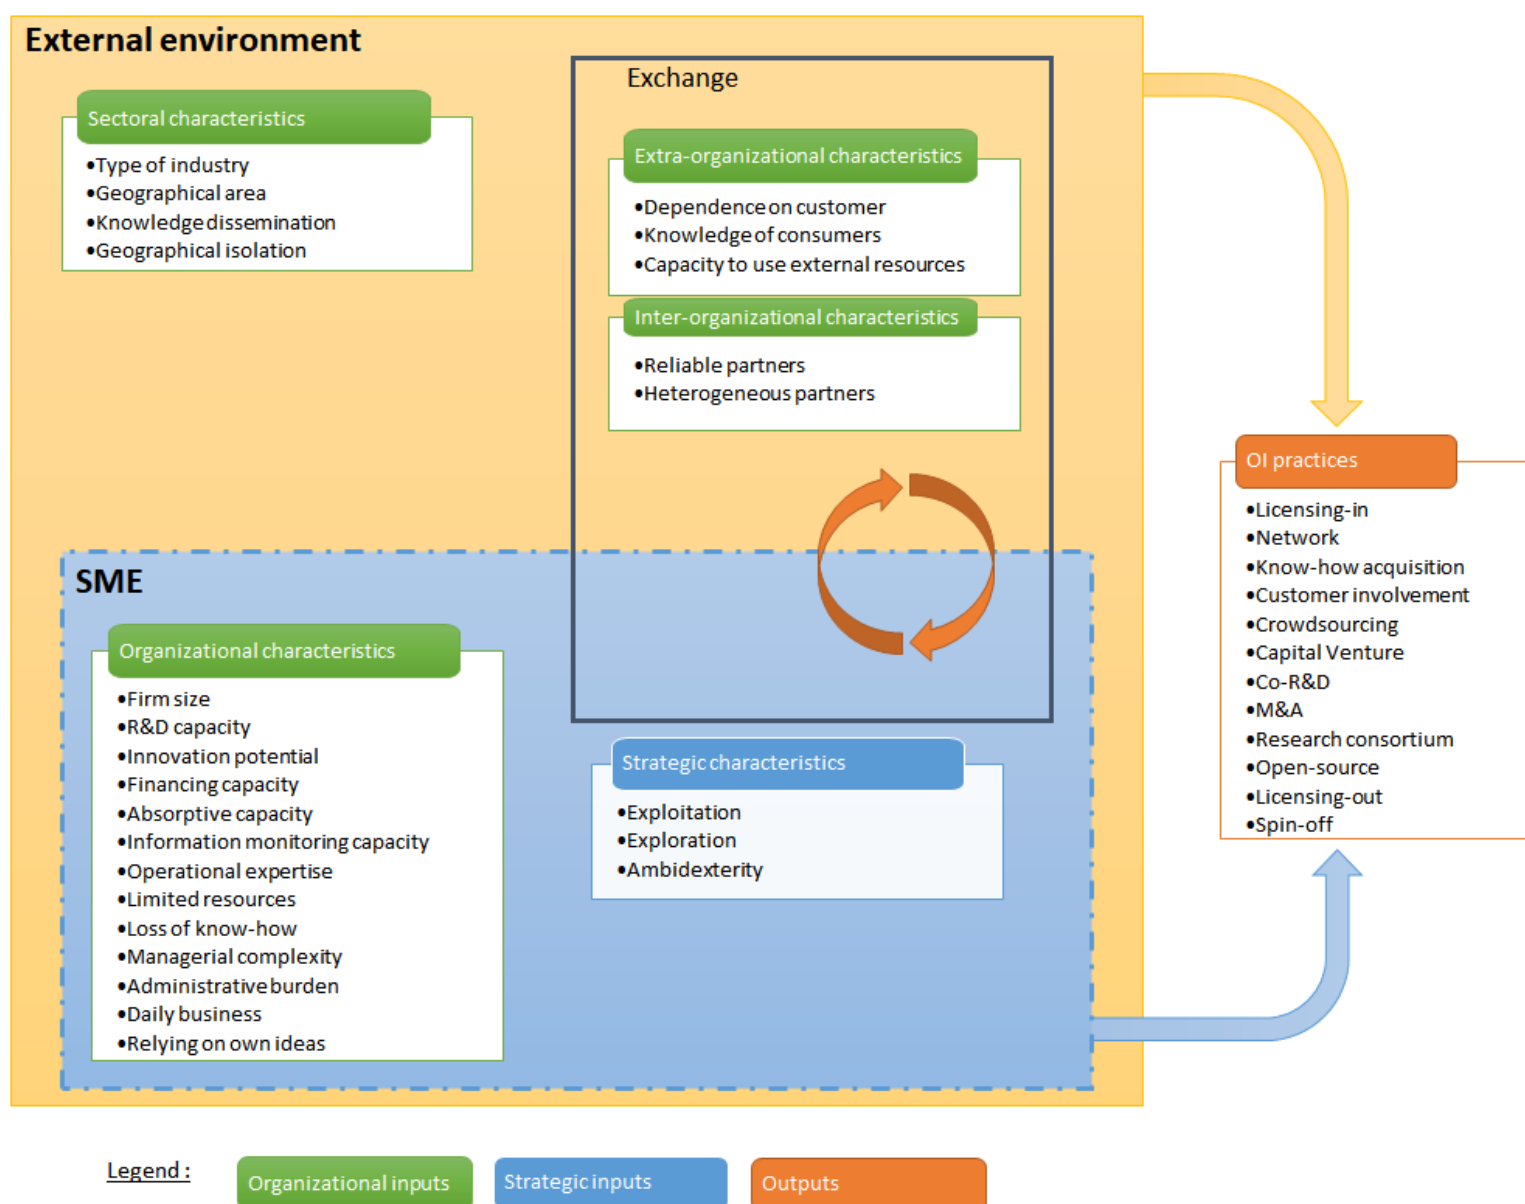 External environment
Sectoral characteristics
•Type of industry
•Geographical area
•Knowledge dissemination
•Geographical isolation
Exchange
Extra-organizational characteristics
•Dependence on customer
•Knowledge of consumers
•Capacity to use external resources
Inter-organizational characteristics
•Reliable partners
•Heterogeneous partners
SME
Organizational characteristics
•Firm size
•R&D capacity
•Innovation potential
•Financing capacity
•Absorptive capacity
•Information monitoring capacity
•Operational expertise
•Limited resources
•Loss of know-how
•Managerial complexity
•Administrative burden
•Daily business
•Relying on own ideas
Strategic characteristics
•Exploitation
•Exploration
•Ambidexterity
OI practices
•Licensing-in
•Network
•Know-how acquisition
•Customer involvement
•Crowdsourcing
•Capital Venture
•Co-R&D
•M&A
•Research consortium
•Open-source
•Licensing-out
•Spin-off
Legend :
Organizational inputs
Strategic inputs
Outputs